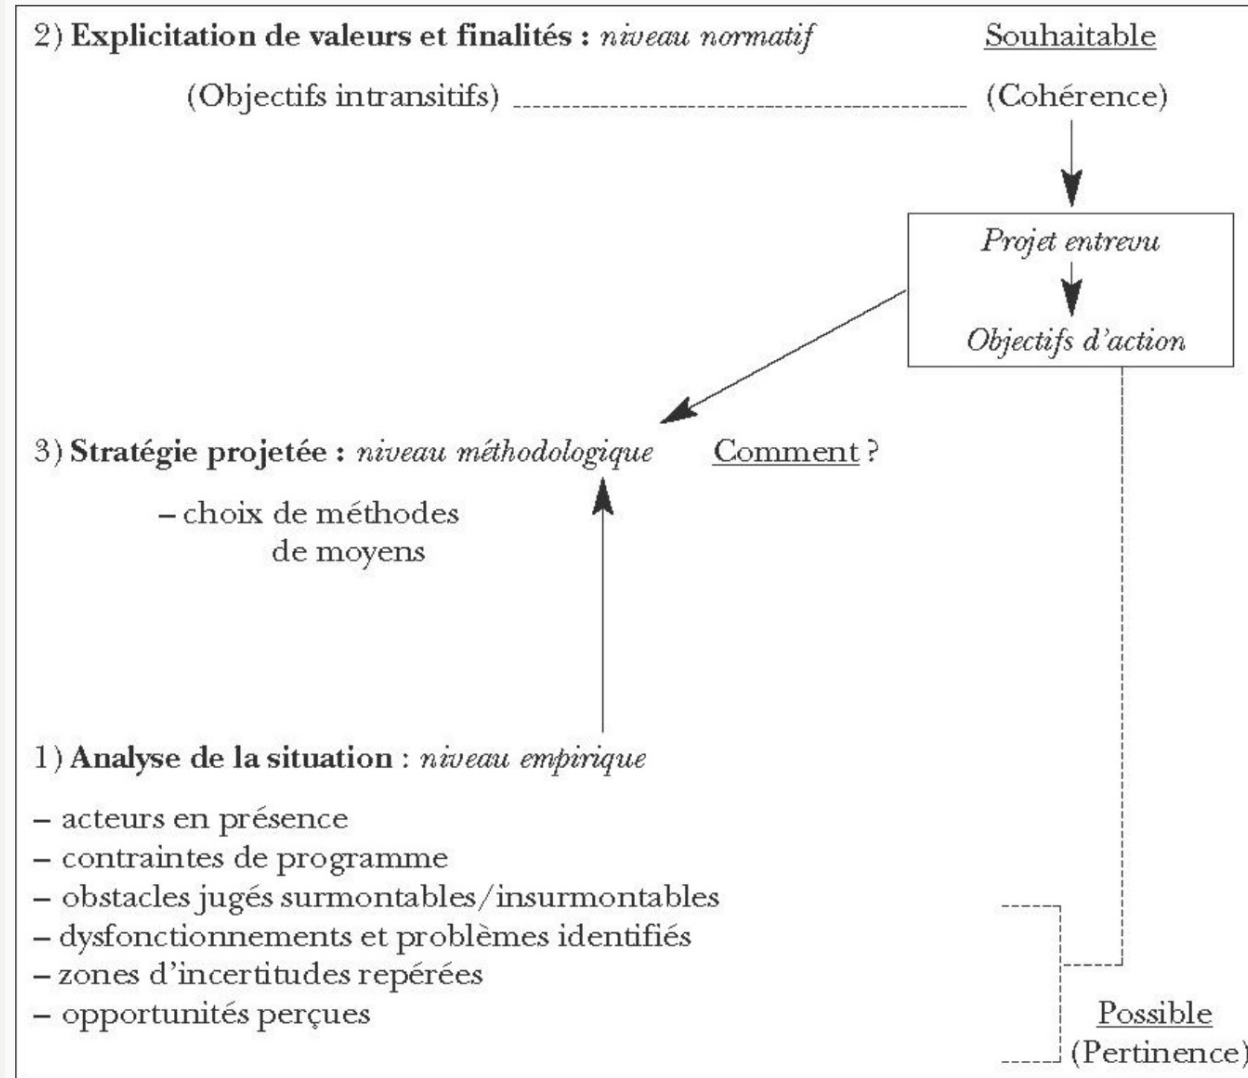 2) Explicitation de valeurs et finalités : niveau normatif Souhaitable
(Objectifs intransitifs) (Cohérence)
Projet entrevu
Objectifs d'action
3) Stratégie projetée : niveau méthodologique Comment ?
– choix de méthodes
de moyens
1) Analyse de la situation : niveau empirique
– acteurs en présence
– contraintes de programme
– obstacles jugés surmontables/insurmontables
– dysfonctionnements et problèmes identifiés
– zones d'incertitudes repérées
– opportunités perçues
Possible
(Pertinence)